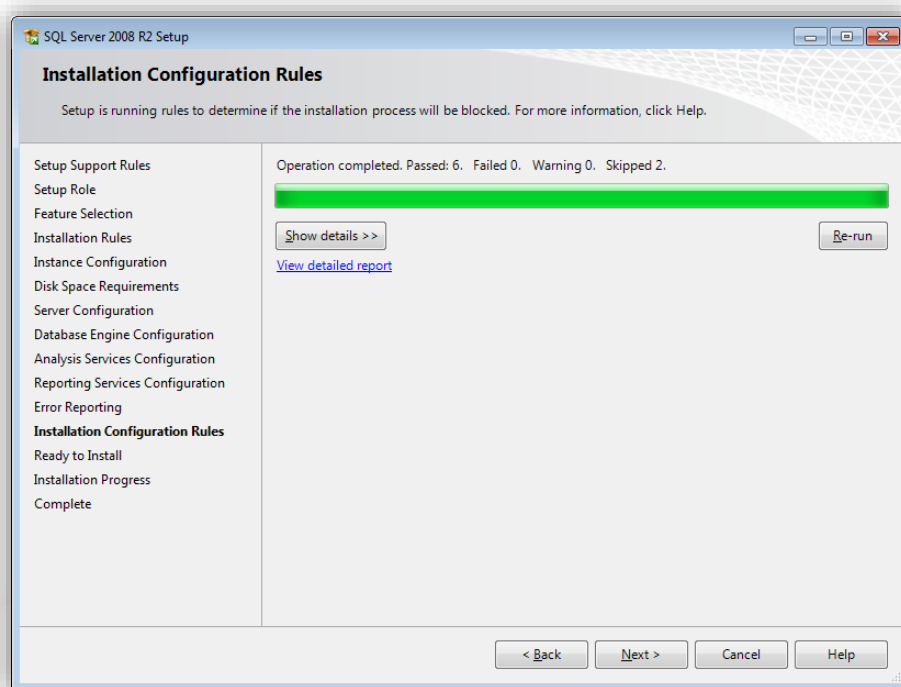 SQL Server 2008 R2 Setup
Installation Configuration Rules
Setup is running rules to determine if the installation process will be blocked. For more information, click Help.
Setup Support Rules
Setup Role
Feature Selection
Installation Rules
Instance Configuration
Disk Space Requirements
Server Configuration
Database Engine Configuration
Analysis Services Configuration
Reporting Services Configuration
Error Reporting
Installation Configuration Rules
Ready to Install
Installation Progress
Complete
Operation completed. Passed: 6. Failed 0. Warning 0. Skipped 2.
Show details >>
Re-run
View detailed report
< Back
Next >
Cancel
Help